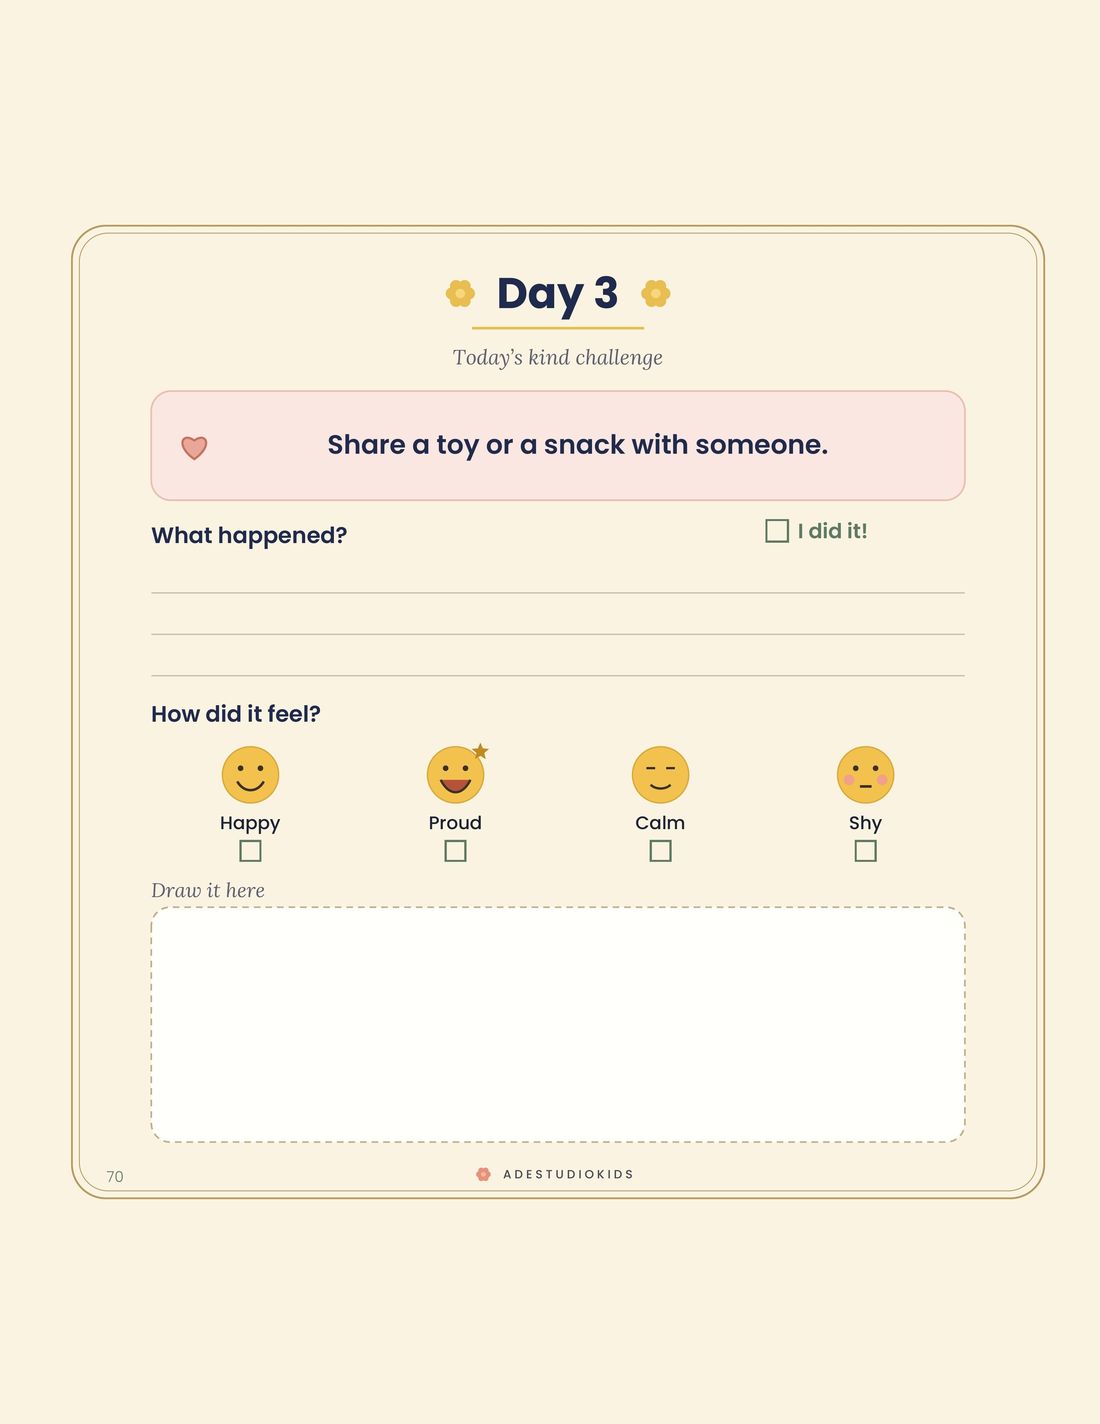 Day 3
Today’s kind challenge
Share a toy or a snack with someone.
What happened?
I did it!
How did it feel?
Happy
Proud
Calm
Shy
Draw it here
70
ADESTUDIOKIDS